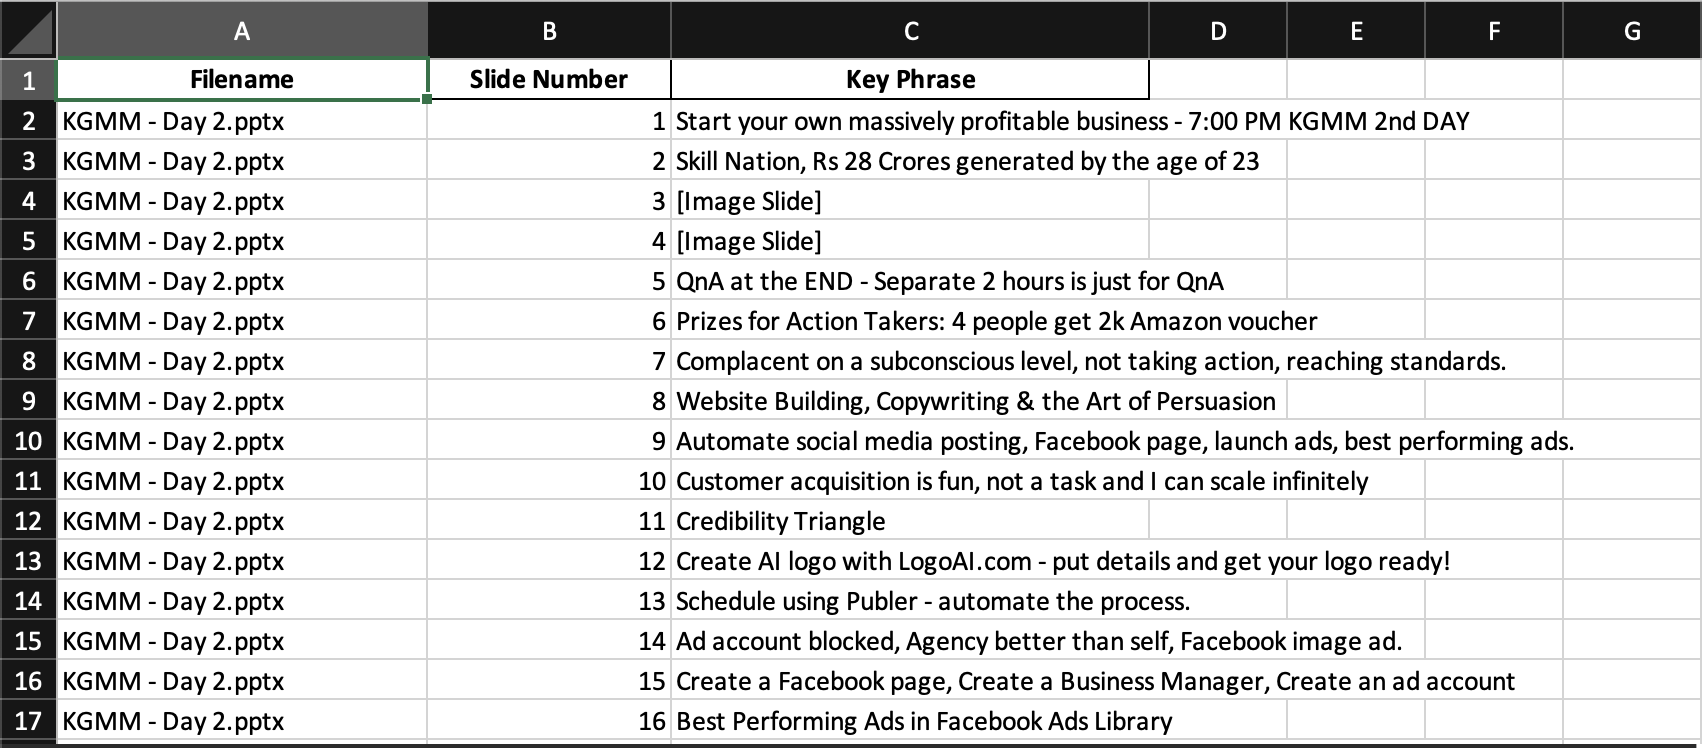 A B C D E F G
1 Filename Slide Number Key Phrase
2 KGMM - Day 2.pptx 1 Start your own massively profitable business - 7:00 PM KGMM 2nd DAY
3 KGMM - Day 2.pptx 2 Skill Nation, Rs 28 Crores generated by the age of 23
4 KGMM - Day 2.pptx 3 [Image Slide]
5 KGMM - Day 2.pptx 4 [Image Slide]
6 KGMM - Day 2.pptx 5 QnA at the END - Separate 2 hours is just for QnA
7 KGMM - Day 2.pptx 6 Prizes for Action Takers: 4 people get 2k Amazon voucher
8 KGMM - Day 2.pptx 7 Complacent on a subconscious level, not taking action, reaching standards.
9 KGMM - Day 2.pptx 8 Website Building, Copywriting & the Art of Persuasion
10 KGMM - Day 2.pptx 9 Automate social media posting, Facebook page, launch ads, best performing ads.
11 KGMM - Day 2.pptx 10 Customer acquisition is fun, not a task and I can scale infinitely
12 KGMM - Day 2.pptx 11 Credibility Triangle
13 KGMM - Day 2.pptx 12 Create AI logo with LogoAI.com - put details and get your logo ready!
14 KGMM - Day 2.pptx 13 Schedule using Publer - automate the process.
15 KGMM - Day 2.pptx 14 Ad account blocked, Agency better than self, Facebook image ad.
16 KGMM - Day 2.pptx 15 Create a Facebook page, Create a Business Manager, Create an ad account
17 KGMM - Day 2.pptx 16 Best Performing Ads in Facebook Ads Library